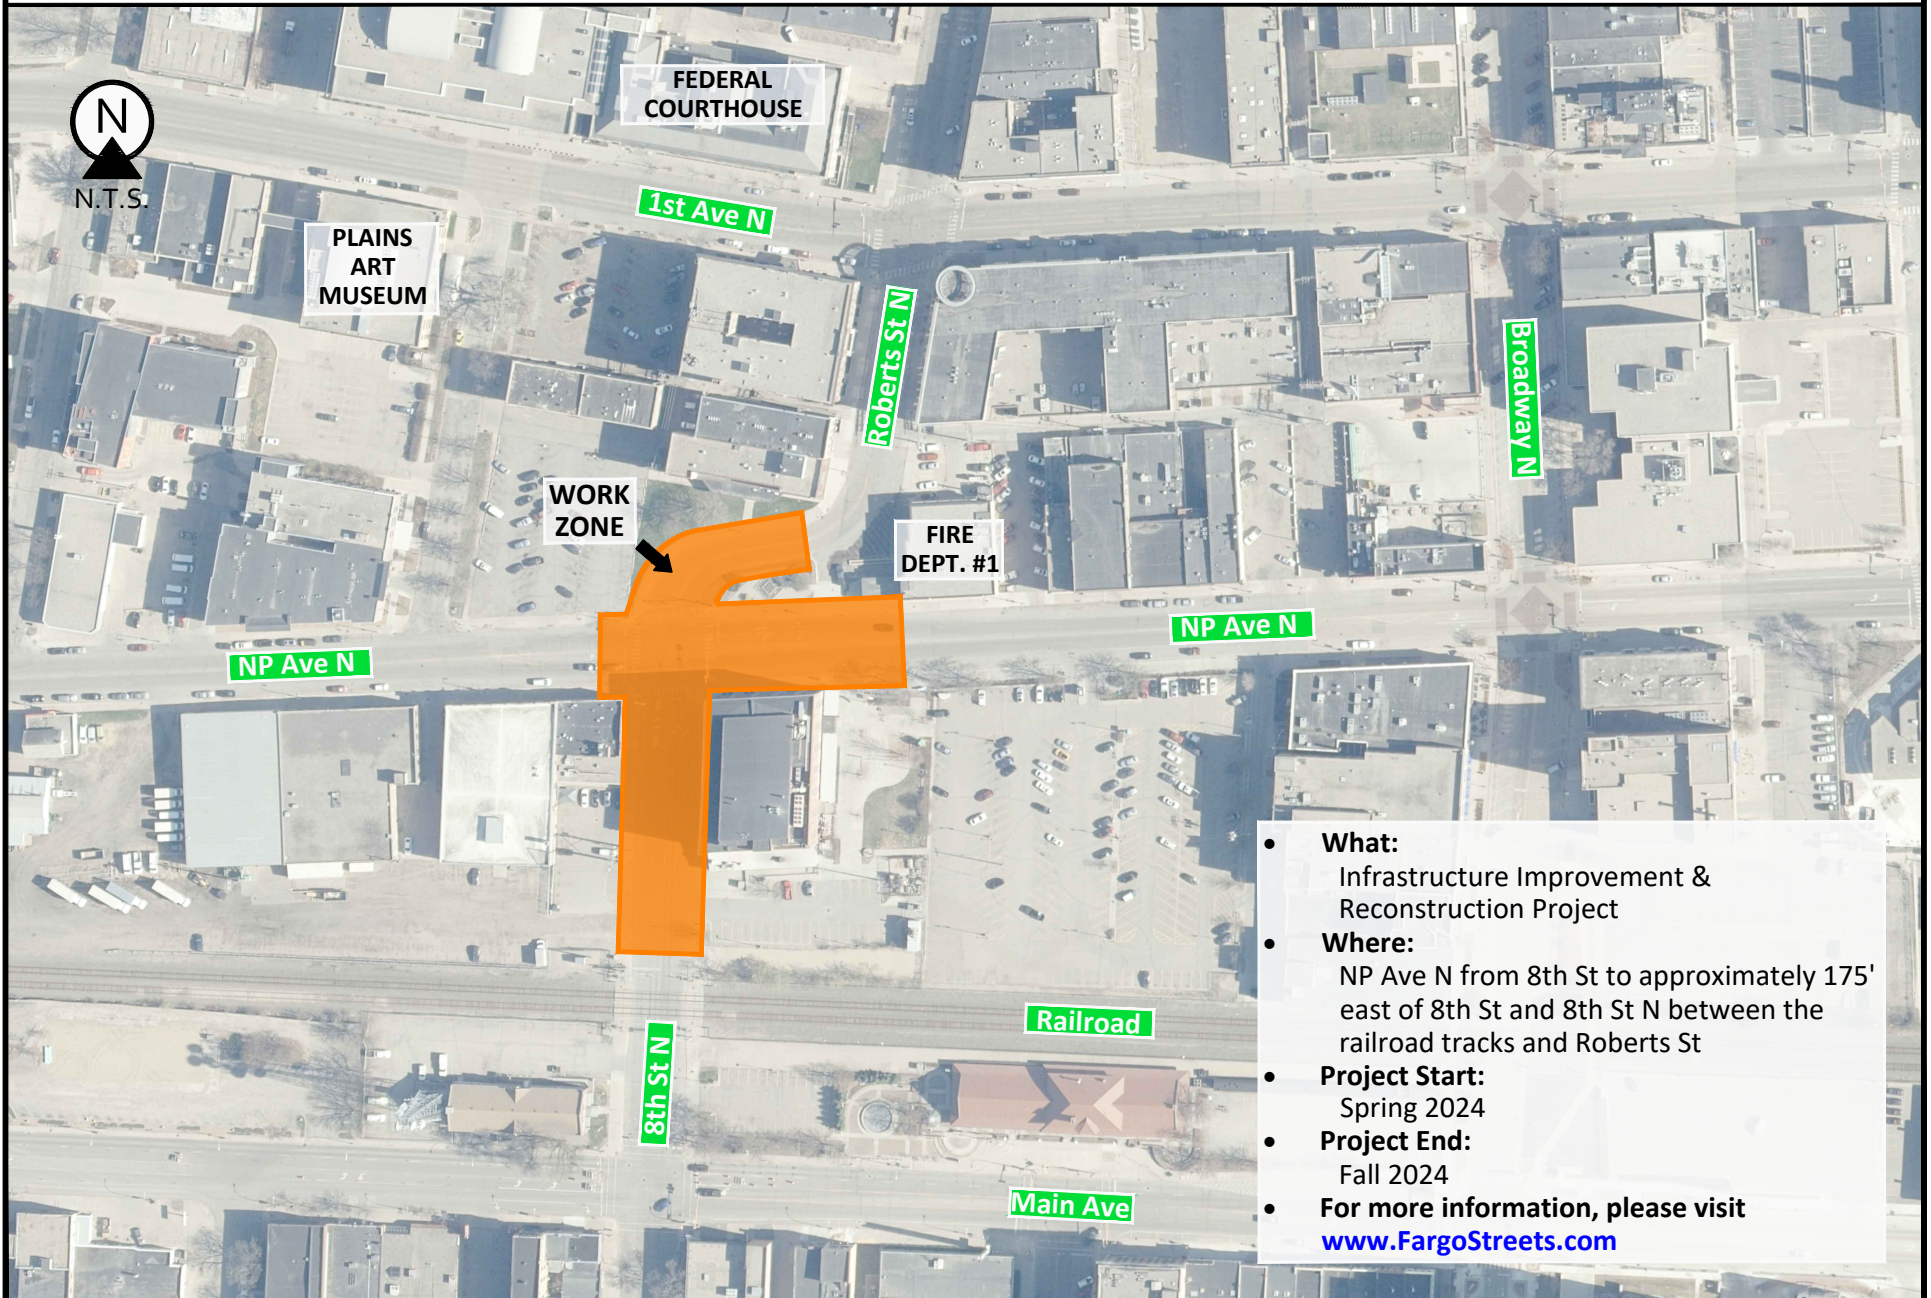 FEDERAL
COURTHOUSE
N
N.T.S.
1st Ave N
PLAINS
ART
MUSEUM
Roberts St N
Broadway N
WORK
ZONE
FIRE
DEPT. #1
NP Ave N
NP Ave N
• What:
Infrastructure Improvement &
Reconstruction Project
• Where:
NP Ave N from 8th St to approximately 175'
east of 8th St and 8th St N between the
railroad tracks and Roberts St
• Project Start:
Spring 2024
• Project End:
Fall 2024
• For more information, please visit
www.FargoStreets.com
Railroad
8th St N
Main Ave